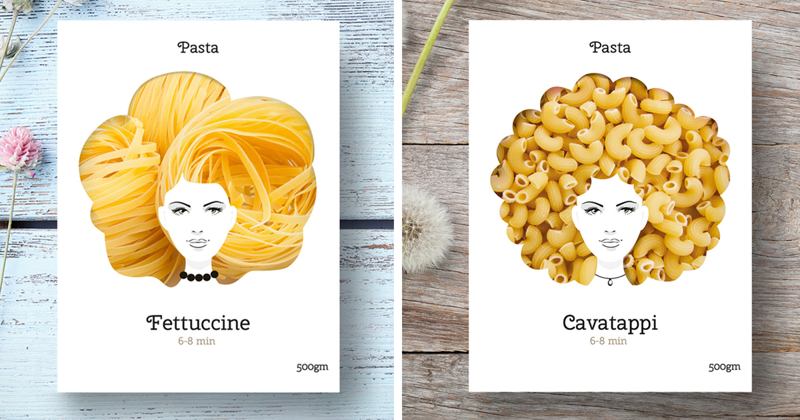 Pasta
Fettuccine
6-8 min
500gm
Pasta
Cavatappi
6-8 min
500gm